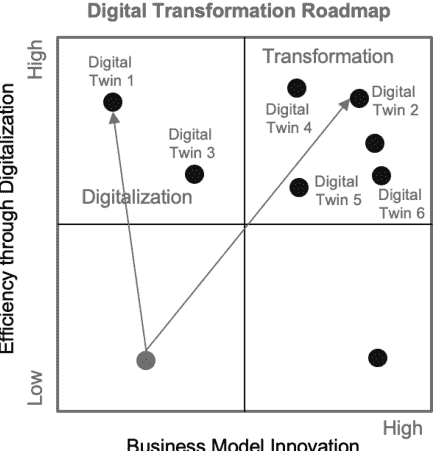 Digital Transformation Roadmap
High
Efficiency through Digitalization
Low
Digital
Twin 1
Digital
Twin 3
Digitalization
Transformation
Digital
Twin 4
Digital
Twin 2
Digital
Twin 5
Digital
Twin 6
High
Business Model Innovation